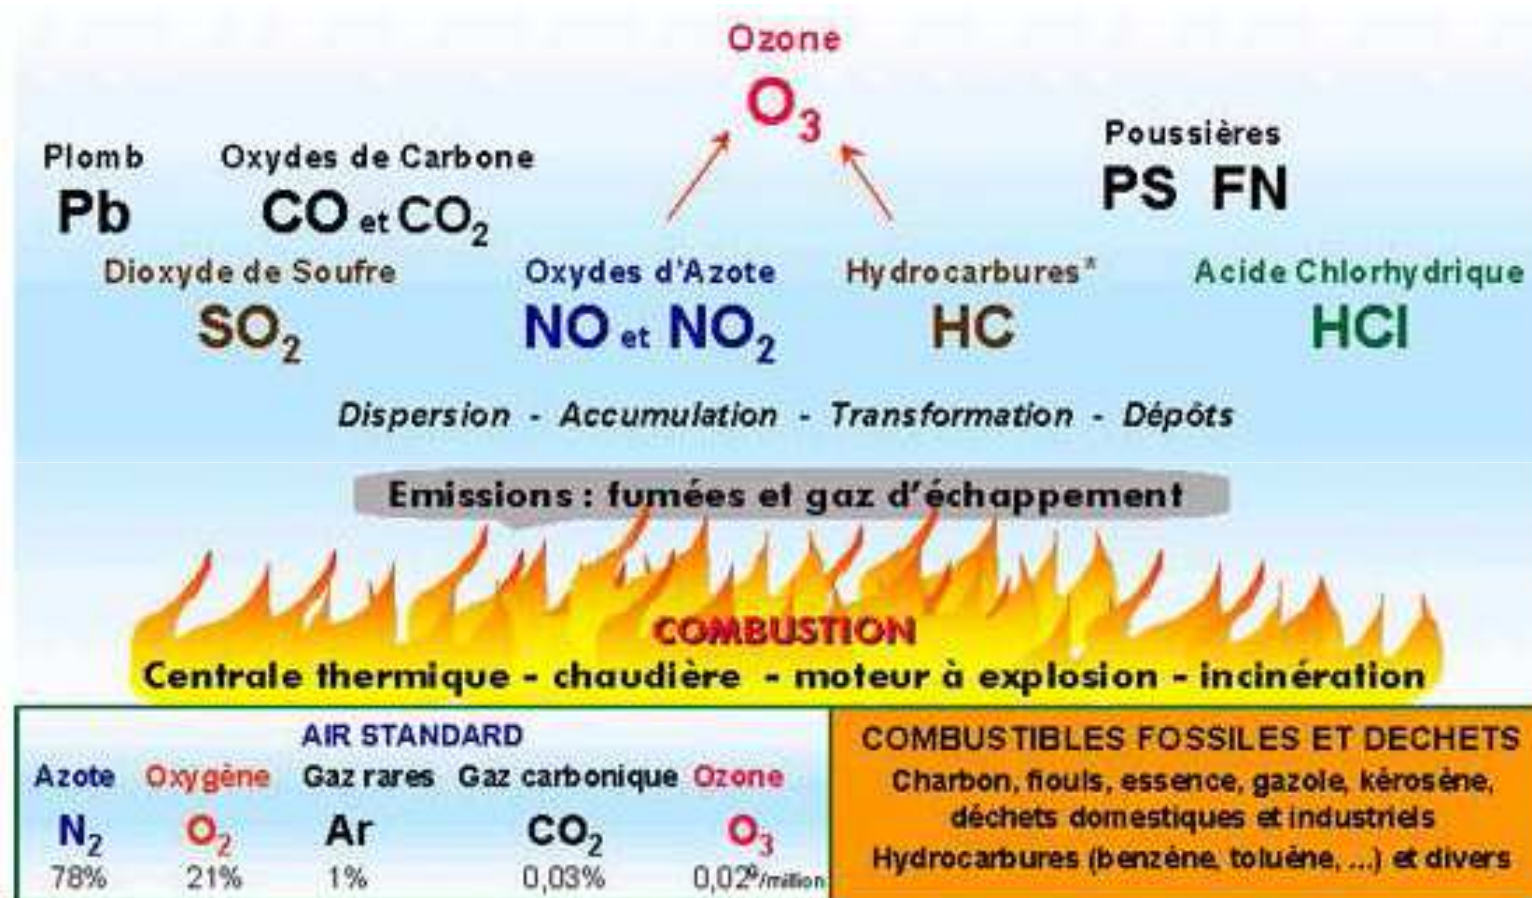 Ozone
O₃
Poussières
PS FN
Plomb
Pb
Oxydes de Carbone
CO et CO₂
Dioxyde de Soufre
SO₂
Oxydes d'Azote
NO et NO₂
Hydrocarbures*
HC
Acide Chlorhydrique
HCl
Dispersion - Accumulation - Transformation - Dépôts
Emissions : fumées et gaz d'échappement
COMBUSTION
Centrale thermique - chaudière - moteur à explosion - incinération
AIR STANDARD
Azote Oxygène Gaz rares Gaz carbonique Ozone
N₂ O₂ Ar CO₂ O₃
78% 21% 1% 0,03% 0,02 /million
COMBUSTIBLES FOSSILES ET DECHETS
Charbon, fiouls, essence, gazole, kérosène,
déchets domestiques et industriels
Hydrocarbures (benzène, toluène, ...) et divers